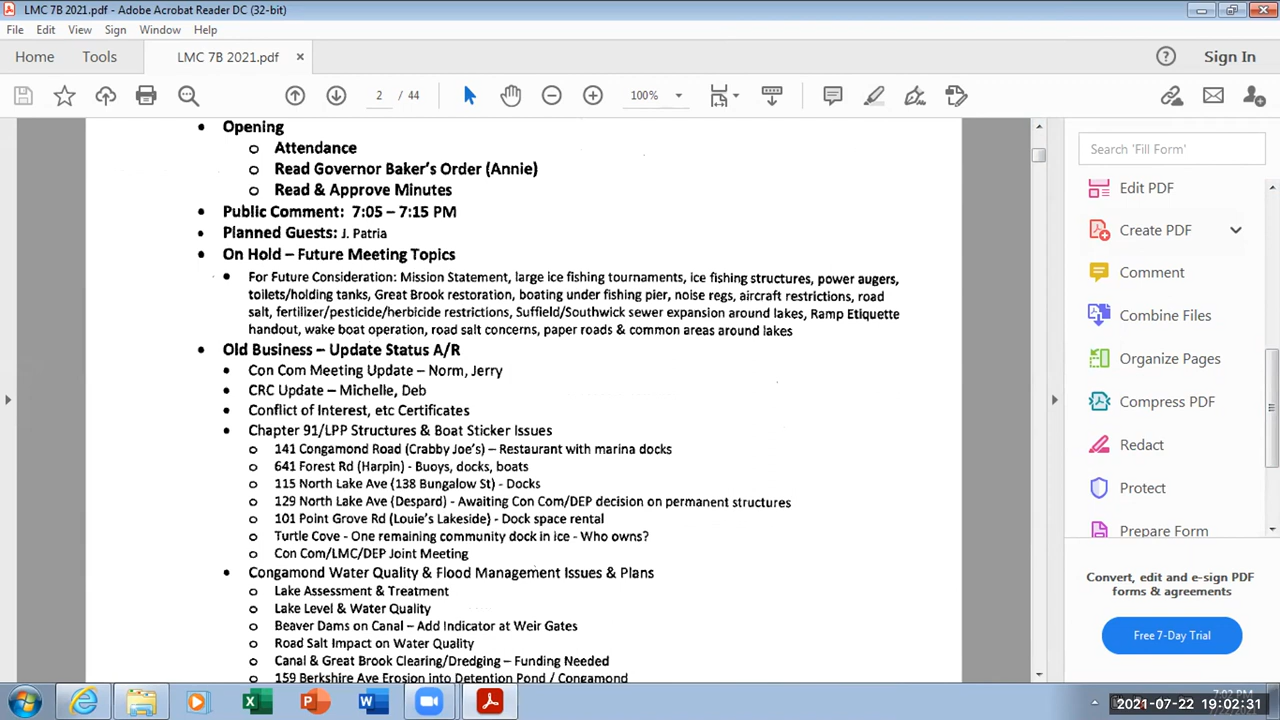 LMC 7B 2021.pdf - Adobe Acrobat Reader DC (32-bit)
File Edit View Sign Window Help
Home Tools LMC 7B 2021.pdf × Sign In
2 / 44 100%
• Opening
o Attendance
o Read Governor Baker's Order (Annie)
o Read & Approve Minutes
• Public Comment: 7:05 – 7:15 PM
• Planned Guests: J. Patria
• On Hold – Future Meeting Topics
• For Future Consideration: Mission Statement, large ice fishing tournaments, ice fishing structures, power augers,
toilets/holding tanks, Great Brook restoration, boating under fishing pier, noise regs, aircraft restrictions, road
salt, fertilizer/pesticide/herbicide restrictions, Suffield/Southwick sewer expansion around lakes, Ramp Etiquette
handout, wake boat operation, road salt concerns, paper roads & common areas around lakes
• Old Business – Update Status A/R
• Con Com Meeting Update – Norm, Jerry
• CRC Update – Michelle, Deb
• Conflict of Interest, etc Certificates
• Chapter 91/LPP Structures & Boat Sticker Issues
o 141 Congamond Road (Crabby Joe's) – Restaurant with marina docks
o 641 Forest Rd (Harpin) - Buoys, docks, boats
o 115 North Lake Ave (138 Bungalow St) - Docks
o 129 North Lake Ave (Despard) - Awaiting Con Com/DEP decision on permanent structures
o 101 Point Grove Rd (Louie's Lakeside) - Dock space rental
o Turtle Cove - One remaining community dock in ice - Who owns?
o Con Com/LMC/DEP Joint Meeting
• Congamond Water Quality & Flood Management Issues & Plans
o Lake Assessment & Treatment
o Lake Level & Water Quality
o Beaver Dams on Canal – Add Indicator at Weir Gates
o Road Salt Impact on Water Quality
o Canal & Great Brook Clearing/Dredging – Funding Needed
o 159 Berkshire Ave Erosion into Detention Pond / Congamond
Search 'Fill Form'
Edit PDF
Create PDF
Comment
Combine Files
Organize Pages
Compress PDF
Redact
Protect
Prepare Form
Convert, edit and e-sign PDF
forms & agreements
Free 7-Day Trial
2021-07-22 19:02:31